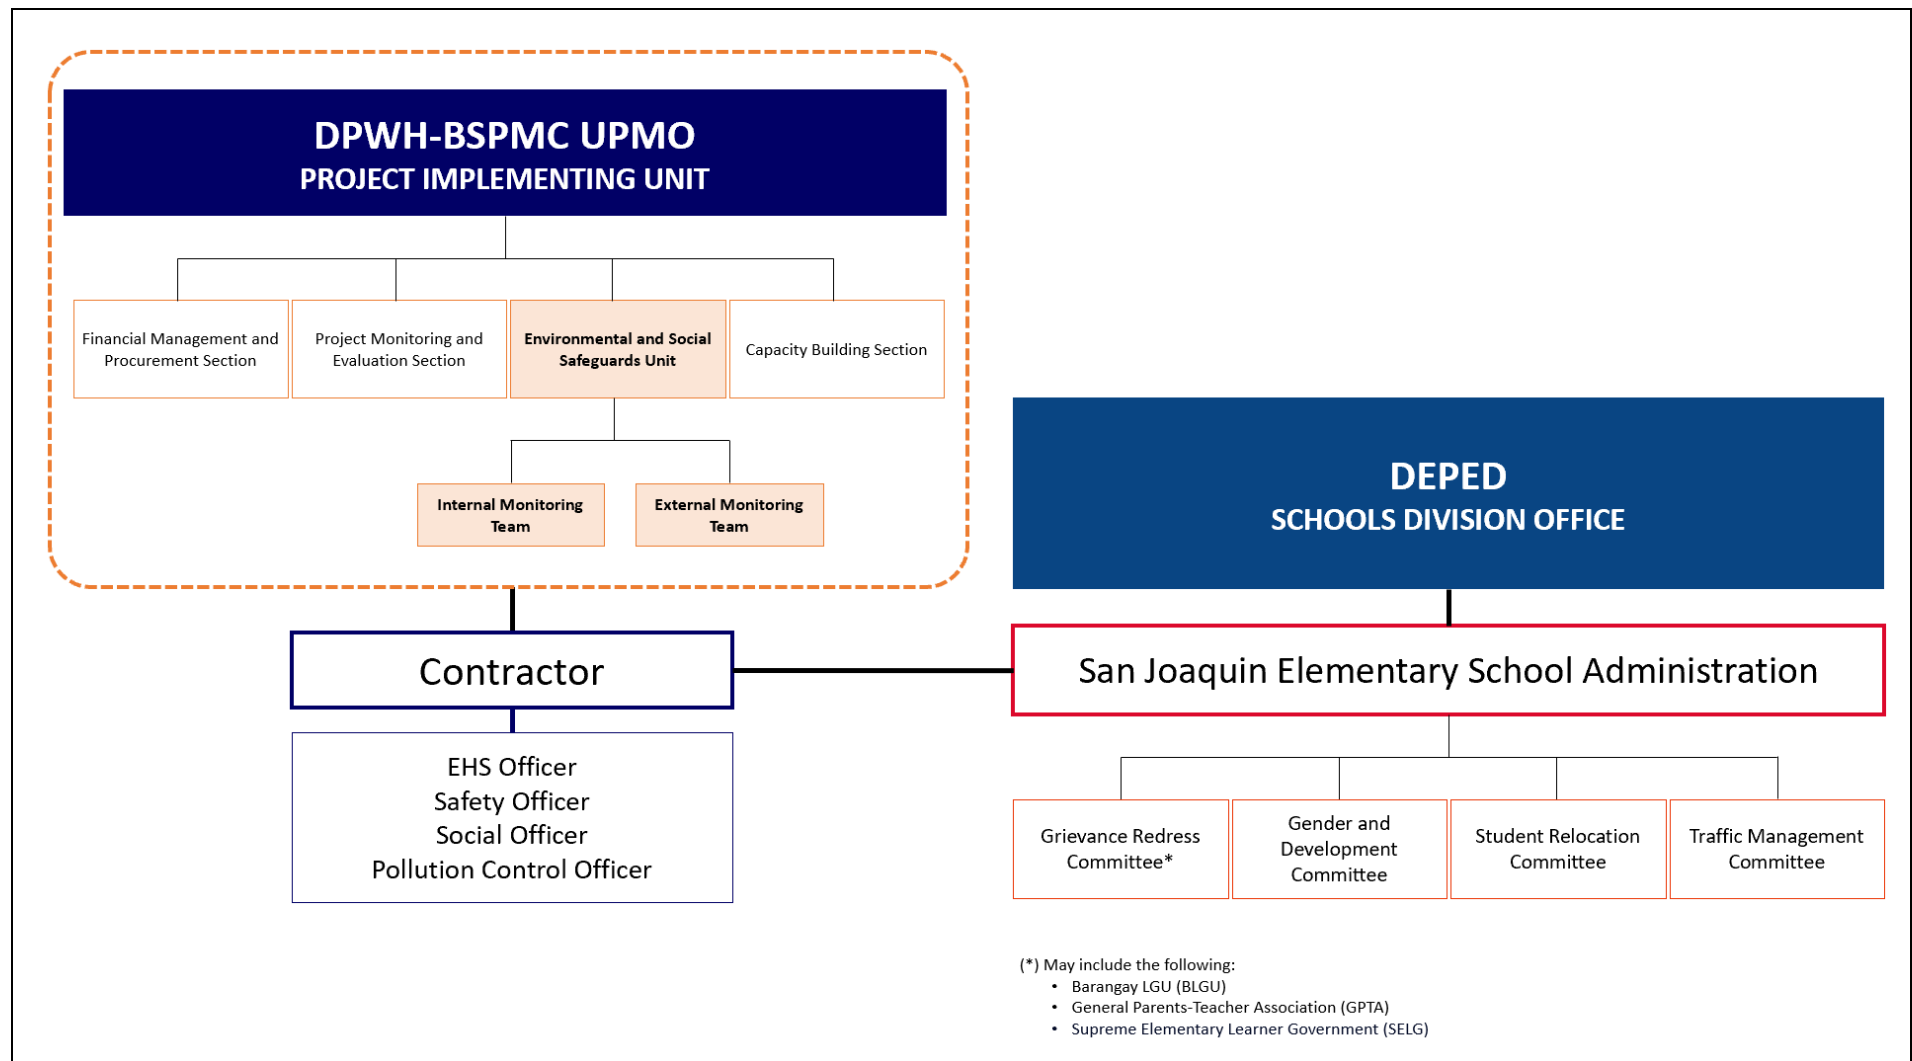 DPWH-BSPMC UPMO
PROJECT IMPLEMENTING UNIT
Financial Management and
Procurement Section
Project Monitoring and
Evaluation Section
Environmental and Social
Safeguards Unit
Capacity Building Section
Internal Monitoring
Team
External Monitoring
Team
DEPED
SCHOOLS DIVISION OFFICE
Contractor
San Joaquin Elementary School Administration
EHS Officer
Safety Officer
Social Officer
Pollution Control Officer
Grievance Redress
Committee*
Gender and
Development
Committee
Student Relocation
Committee
Traffic Management
Committee
(*) May include the following:
• Barangay LGU (BLGU)
• General Parents-Teacher Association (GPTA)
• Supreme Elementary Learner Government (SELG)